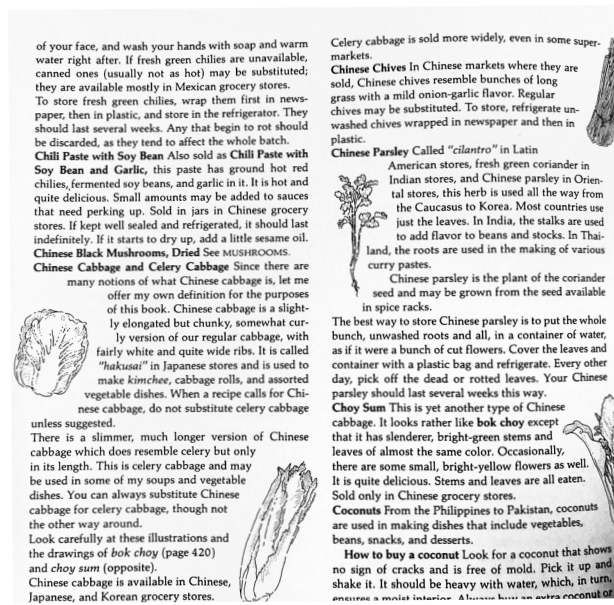 of your face, and wash your hands with soap and warm
water right after. If fresh green chilies are unavailable,
canned ones (usually not as hot) may be substituted;
they are available mostly in Mexican grocery stores.
To store fresh green chilies, wrap them first in news-
paper, then in plastic, and store in the refrigerator. They
should last several weeks. Any that begin to rot should
be discarded, as they tend to affect the whole batch.
Chili Paste with Soy Bean Also sold as Chili Paste with
Soy Bean and Garlic, this paste has ground hot red
chilies, fermented soy beans, and garlic in it. It is hot and
quite delicious. Small amounts may be added to sauces
that need perking up. Sold in jars in Chinese grocery
stores. If kept well sealed and refrigerated, it should last
indefinitely. If it starts to dry up, add a little sesame oil.
Chinese Black Mushrooms, Dried See MUSHROOMS.
Chinese Cabbage and Celery Cabbage Since there are
many notions of what Chinese cabbage is, let me
offer my own definition for the purposes
of this book. Chinese cabbage is a slight-
ly elongated but chunky, somewhat cur-
ly version of our regular cabbage, with
fairly white and quite wide ribs. It is called
"hakusai" in Japanese stores and is used to
make kimchee, cabbage rolls, and assorted
vegetable dishes. When a recipe calls for Chi-
nese cabbage, do not substitute celery cabbage
unless suggested.
There is a slimmer, much longer version of Chinese
cabbage which does resemble celery but only
in its length. This is celery cabbage and may
be used in some of my soups and vegetable
dishes. You can always substitute Chinese
cabbage for celery cabbage, though not
the other way around.
Look carefully at these illustrations and
the drawings of bok choy (page 420)
and choy sum (opposite).
Chinese cabbage is available in Chinese,
Japanese, and Korean grocery stores.
Celery cabbage is sold more widely, even in some super-
markets.
Chinese Chives In Chinese markets where they are
sold, Chinese chives resemble bunches of long
grass with a mild onion-garlic flavor. Regular
chives may be substituted. To store, refrigerate un-
washed chives wrapped in newspaper and then in
plastic.
Chinese Parsley Called "cilantro" in Latin
American stores, fresh green coriander in
Indian stores, and Chinese parsley in Orien-
tal stores, this herb is used all the way from
the Caucasus to Korea. Most countries use
just the leaves. In India, the stalks are used
to add flavor to beans and stocks. In Thai-
land, the roots are used in the making of various
curry pastes.
Chinese parsley is the plant of the coriander
seed and may be grown from the seed available
in spice racks.
The best way to store Chinese parsley is to put the whole
bunch, unwashed roots and all, in a container of water,
as if it were a bunch of cut flowers. Cover the leaves and
container with a plastic bag and refrigerate. Every other
day, pick off the dead or rotted leaves. Your Chinese
parsley should last several weeks this way.
Choy Sum This is yet another type of Chinese
cabbage. It looks rather like bok choy except
that it has slenderer, bright-green stems and
leaves of almost the same color. Occasionally,
there are some small, bright-yellow flowers as well.
It is quite delicious. Stems and leaves are all eaten.
Sold only in Chinese grocery stores.
Coconuts From the Philippines to Pakistan, coconuts
are used in making dishes that include vegetables,
beans, snacks, and desserts.
How to buy a coconut Look for a coconut that shows
no sign of cracks and is free of mold. Pick it up and
shake it. It should be heavy with water, which, in turn,
ensures a moist interior. Always buy an extra coconut or